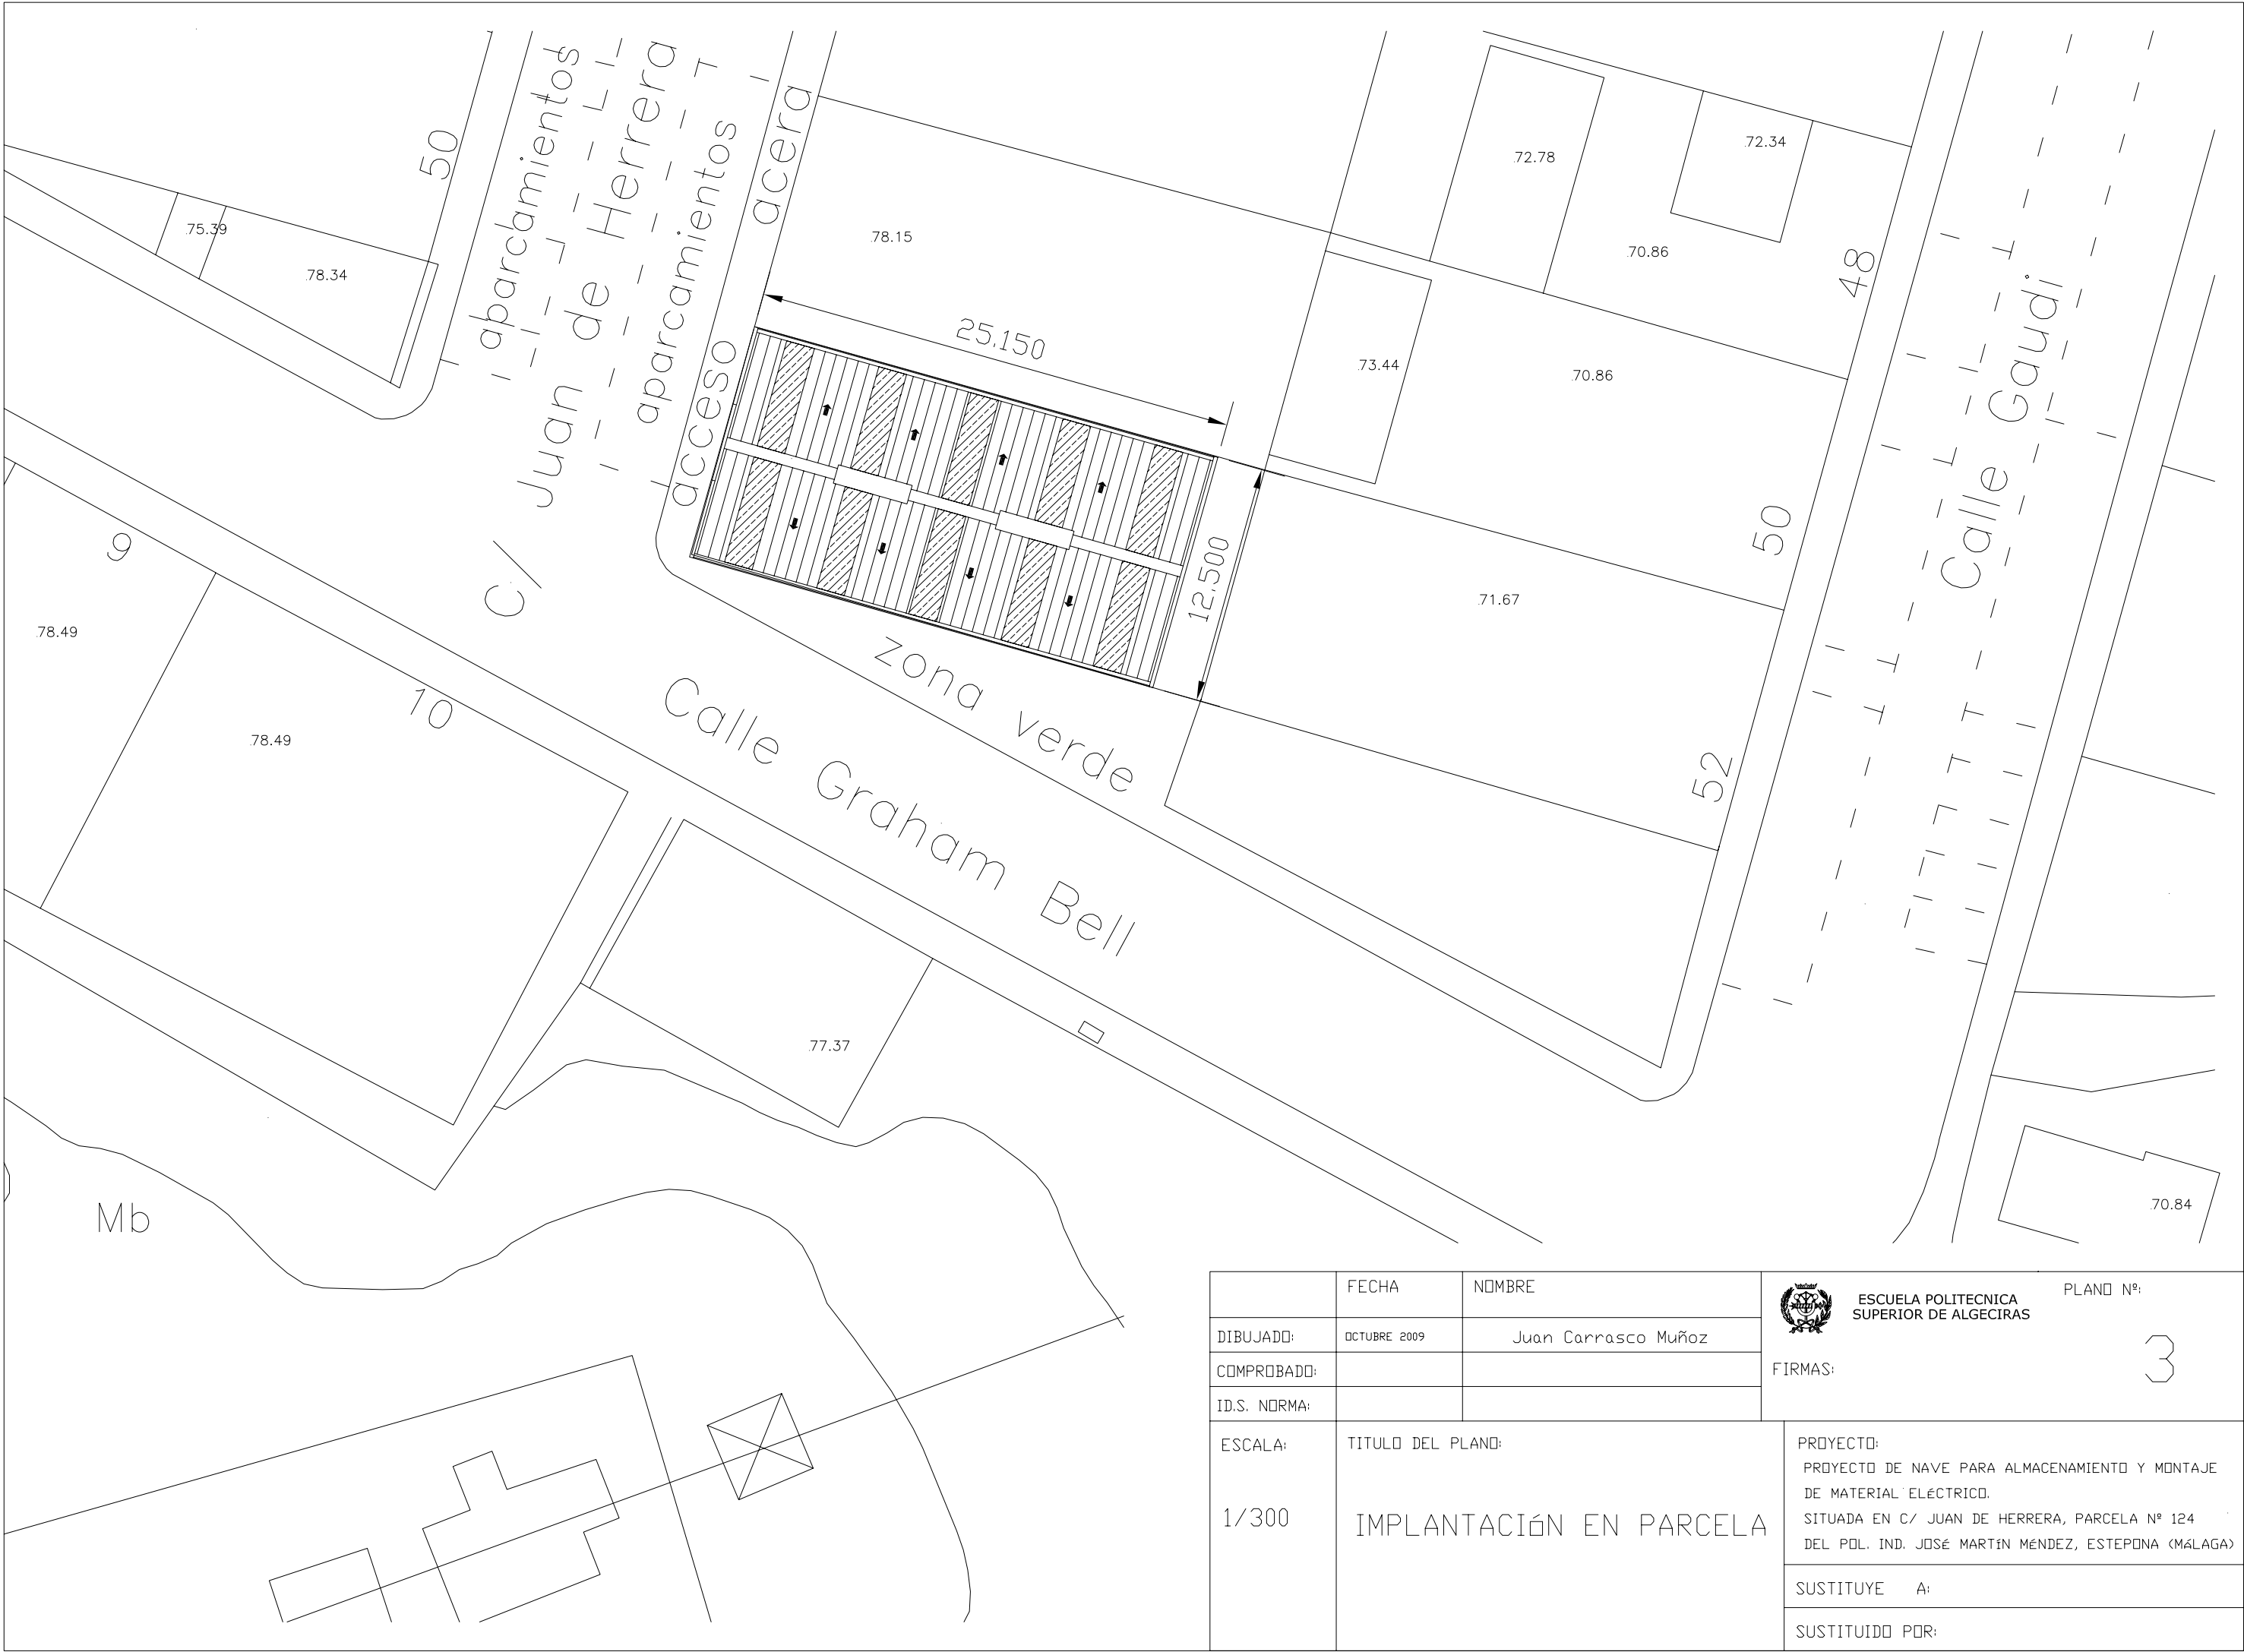 50
aparcamientos
C/ Juan de Herrera
aparcamientos
acera
acceso
.75.39
.78.34
.78.15
25,150
12,500
.72.78
.72.34
.70.86
48
.73.44
.70.86
Calle Gaudí
50
.71.67
52
9
.78.49
10
.78.49
zona verde
Calle Graham Bell
.77.37
Mb
.70.84
FECHA
NOMBRE
DIBUJADO:
OCTUBRE 2009
Juan Carrasco Muñoz
COMPROBADO:
ID.S. NORMA:
ESCUELA POLITECNICA
SUPERIOR DE ALGECIRAS
PLANO Nº:
3
FIRMAS:
ESCALA:
1/300
TITULO DEL PLANO:
IMPLANTACIóN EN PARCELA
PROYECTO:
PROYECTO DE NAVE PARA ALMACENAMIENTO Y MONTAJE
DE MATERIAL ELéCTRICO.
SITUADA EN C/ JUAN DE HERRERA, PARCELA Nº 124
DEL POL. IND. JOSé MARTíN MéNDEZ, ESTEPONA (MáLAGA)
SUSTITUYE A:
SUSTITUIDO POR: